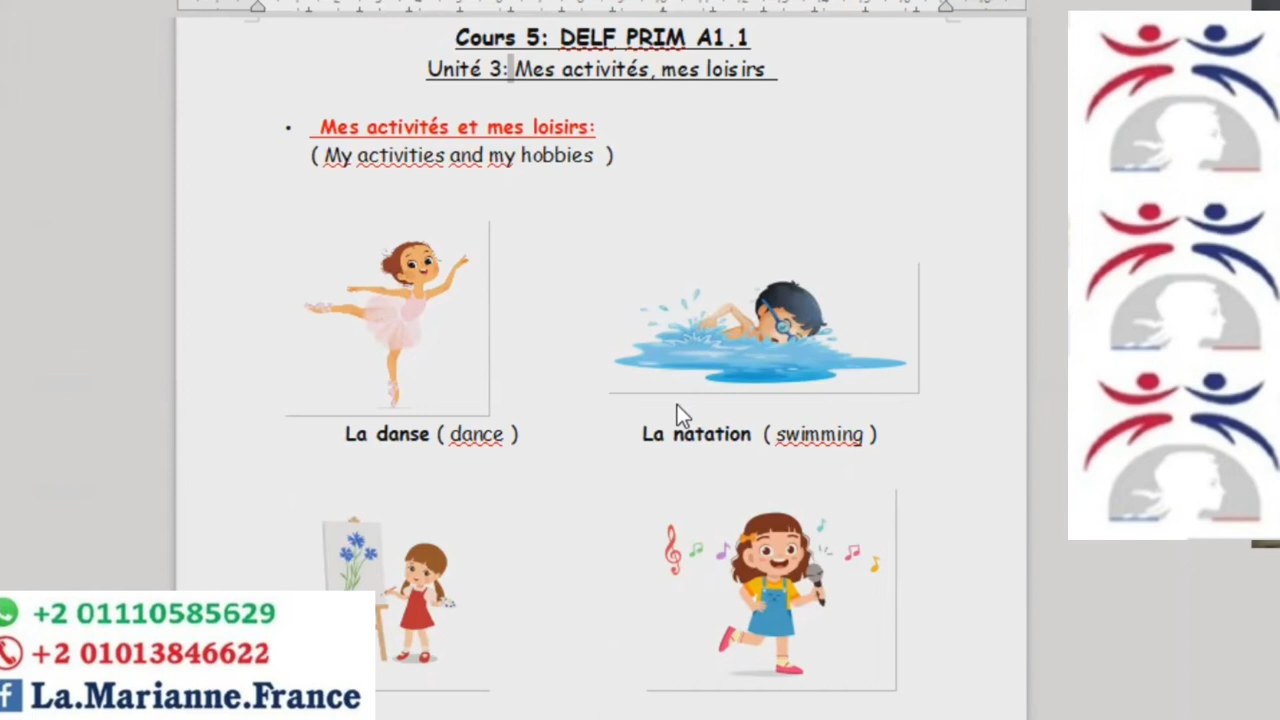 Cours 5: DELF PRIM A1.1
Unité 3: Mes activités, mes loisirs
• Mes activités et mes loisirs:
( My activities and my hobbies )
La danse ( dance )
La natation ( swimming )
+2 01110585629
+2 01013846622
f La.Marianne.France